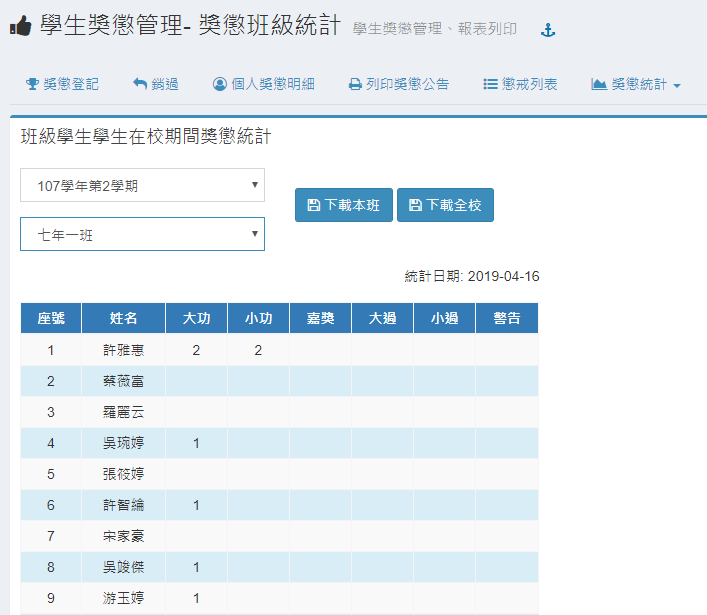 學生獎懲管理- 獎懲班級統計 學生獎懲管理、報表列印
獎懲登記 銷過 個人獎懲明細 列印獎懲公告 懲戒列表 獎懲統計
班級學生學生在校期間獎懲統計
107學年第2學期
下載本班 下載全校
七年一班
統計日期: 2019-04-16
座號 姓名 大功 小功 嘉獎 大過 小過 警告
1 許雅惠 2 2
2 蔡薇富
3 羅麗云
4 吳琬婷 1
5 張筱婷
6 許智綸 1
7 宋家豪
8 吳竣傑 1
9 游玉婷 1